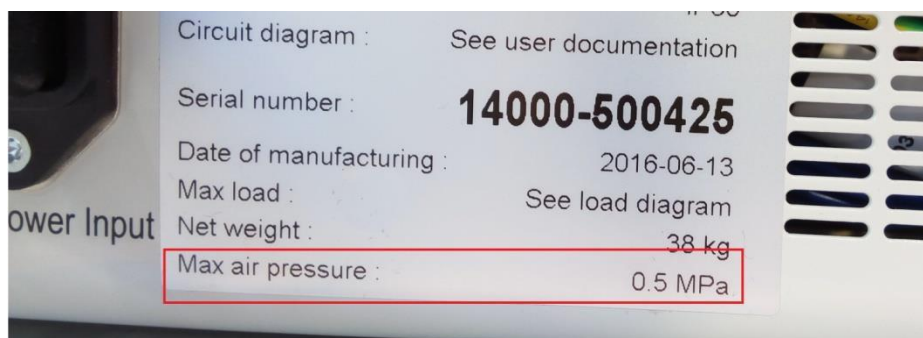 Circuit diagram : See user documentation
Serial number : 14000-500425
Date of manufacturing : 2016-06-13
Max load : See load diagram
ower Input Net weight : 38 kg
Max air pressure : 0.5 MPa